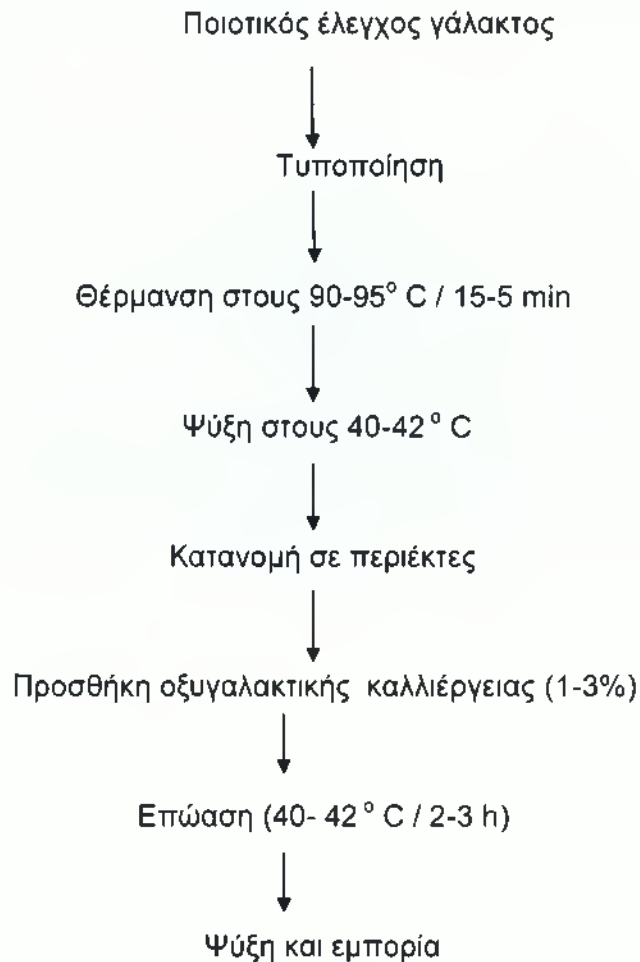 Ποιοτικός έλεγχος γάλακτος
Τυποποίηση
Θέρμανση στους 90-95° C / 15-5 min
Ψύξη στους 40-42 ° C
Κατανομή σε περιέκτες
Προσθήκη οξυγαλακτικής καλλιέργειας (1-3%)
Επώαση (40- 42 ° C / 2-3 h)
Ψύξη και εμπορία